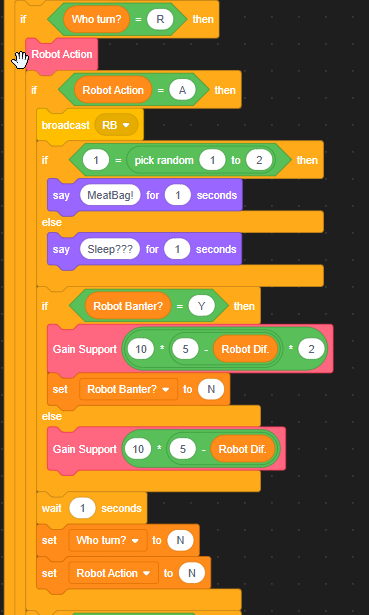 if Who turn? = R then
Robot Action
if Robot Action = A then
broadcast RB
if 1 = pick random 1 to 2 then
say MeatBag! for 1 seconds
else
say Sleep??? for 1 seconds
if Robot Banter? = Y then
Gain Support 10 * 5 - Robot Dif. * 2
set Robot Banter? to N
else
Gain Support 10 * 5 - Robot Dif.
wait 1 seconds
set Who turn? to N
set Robot Action to N